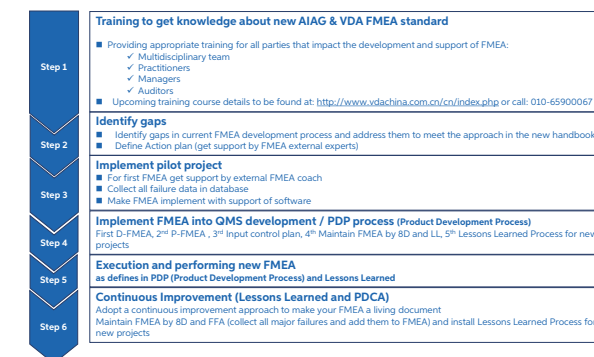 Training to get knowledge about new AIAG & VDA FMEA standard
■ Providing appropriate training for all parties that impact the development and support of FMEA:
✓ Multidisciplinary team
✓ Practitioners
✓ Managers
✓ Auditors
■ Upcoming training course details to be found at: http://www.vdachina.com.cn/cn/index.php or call: 010-65900067
Step 1
Identify gaps
■ Identify gaps in current FMEA development process and address them to meet the approach in the new handbook
■ Define Action plan (get support by FMEA external experts)
Step 2
Implement pilot project
■ For first FMEA get support by external FMEA coach
■ Collect all failure data in database
■ Make FMEA implement with support of software
Step 3
Implement FMEA into QMS development / PDP process (Product Development Process)
First D-FMEA, 2nd P-FMEA , 3rd Input control plan, 4th Maintain FMEA by 8D and LL, 5th Lessons Learned Process for new
projects
Step 4
Execution and performing new FMEA
as defines in PDP (Product Development Process) and Lessons Learned
Step 5
Continuous Improvement (Lessons Learned and PDCA)
Adopt a continuous improvement approach to make your FMEA a living document
Maintain FMEA by 8D and FFA (collect all major failures and add them to FMEA) and install Lessons Learned Process for
new projects
Step 6